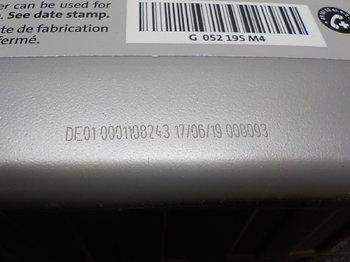 er can be used for
e. See date stamp.
te de fabrication
fermé.
G 052 195 M4
DE01 0001108243 17/06/19 008093